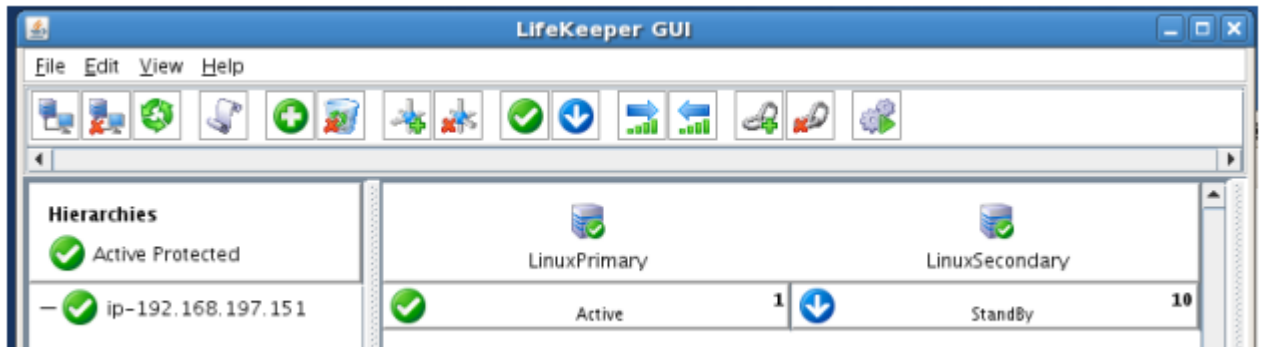 LifeKeeper GUI
File Edit View Help
Hierarchies
Active Protected
LinuxPrimary
LinuxSecondary
ip-192.168.197.151
Active
1
StandBy
10